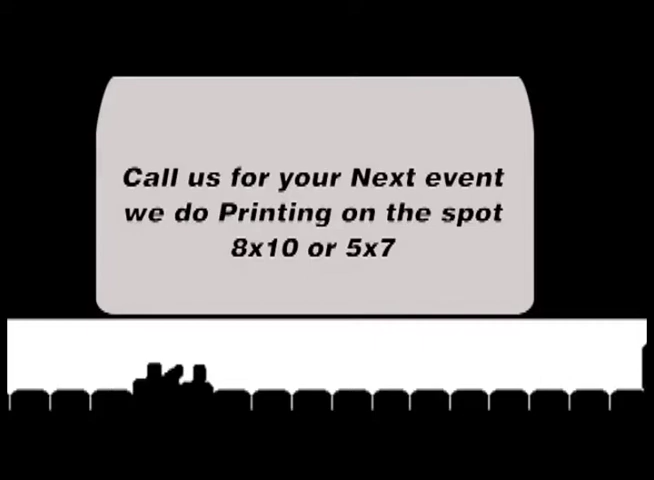 Call us for your Next event
we do Printing on the spot
8x10 or 5x7